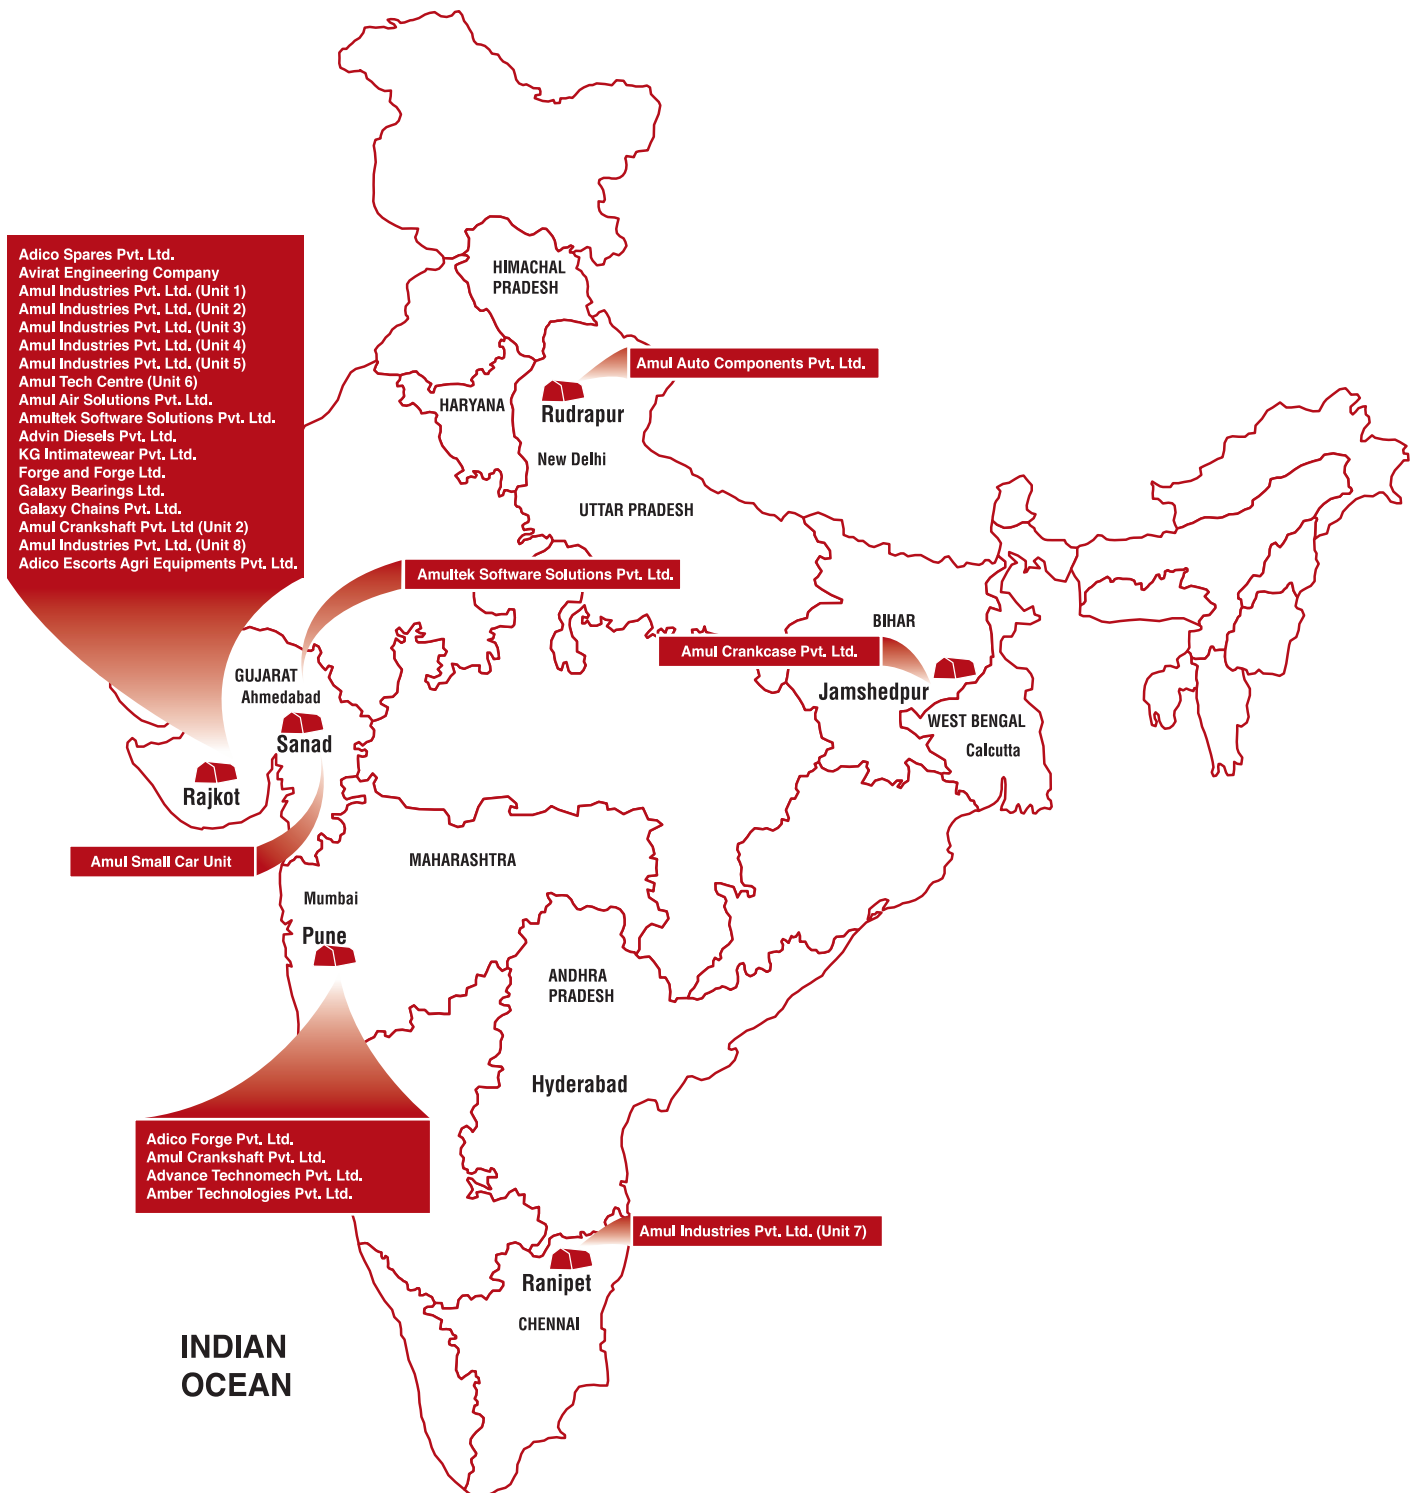 HIMACHAL
PRADESH
Adico Spares Pvt. Ltd.
Avirat Engineering Company
Amul Industries Pvt. Ltd. (Unit 1)
Amul Industries Pvt. Ltd. (Unit 2)
Amul Industries Pvt. Ltd. (Unit 3)
Amul Industries Pvt. Ltd. (Unit 4)
Amul Industries Pvt. Ltd. (Unit 5)
Amul Tech Centre (Unit 6)
Amul Air Solutions Pvt. Ltd.
Amultek Software Solutions Pvt. Ltd.
Advin Diesels Pvt. Ltd.
KG Intimatewear Pvt. Ltd.
Forge and Forge Ltd.
Galaxy Bearings Ltd.
Galaxy Chains Pvt. Ltd.
Amul Crankshaft Pvt. Ltd (Unit 2)
Amul Industries Pvt. Ltd. (Unit 8)
Adico Escorts Agri Equipments Pvt. Ltd.
Amul Auto Components Pvt. Ltd.
HARYANA
Rudrapur
New Delhi
UTTAR PRADESH
Amultek Software Solutions Pvt. Ltd.
BIHAR
Amul Crankcase Pvt. Ltd.
GUJARAT
Ahmedabad
Jamshedpur
WEST BENGAL
Calcutta
Sanad
Rajkot
Amul Small Car Unit
MAHARASHTRA
Mumbai
Pune
ANDHRA
PRADESH
Hyderabad
Adico Forge Pvt. Ltd.
Amul Crankshaft Pvt. Ltd.
Advance Technomech Pvt. Ltd.
Amber Technologies Pvt. Ltd.
Amul Industries Pvt. Ltd. (Unit 7)
Ranipet
CHENNAI
INDIAN
OCEAN